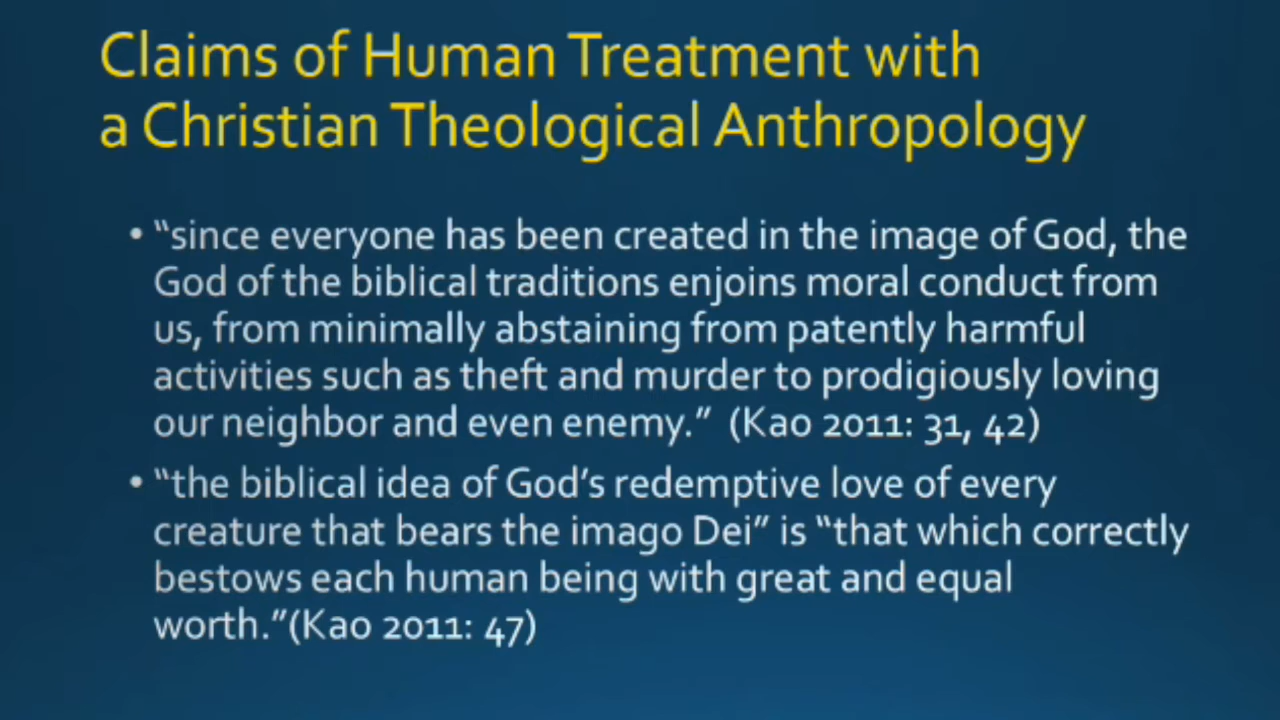 Claims of Human Treatment with
a Christian Theological Anthropology
• “since everyone has been created in the image of God, the
God of the biblical traditions enjoins moral conduct from
us, from minimally abstaining from patently harmful
activities such as theft and murder to prodigiously loving
our neighbor and even enemy.” (Kao 2011: 31, 42)
• “the biblical idea of God’s redemptive love of every
creature that bears the imago Dei” is “that which correctly
bestows each human being with great and equal
worth.”(Kao 2011: 47)